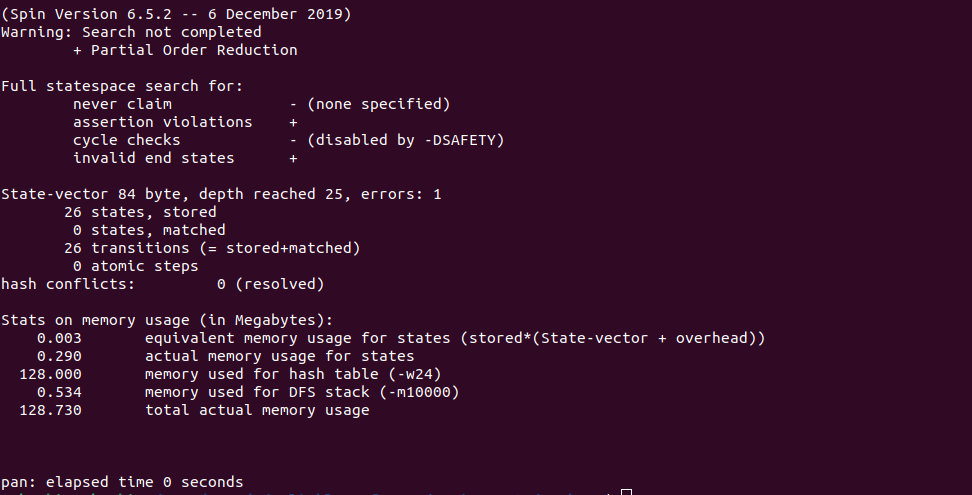 (Spin Version 6.5.2 -- 6 December 2019)
Warning: Search not completed
        + Partial Order Reduction
Full statespace search for:
        never claim             - (none specified)
        assertion violations    +
        cycle checks            - (disabled by -DSAFETY)
        invalid end states      +
State-vector 84 byte, depth reached 25, errors: 1
       26 states, stored
        0 states, matched
       26 transitions (= stored+matched)
        0 atomic steps
hash conflicts:         0 (resolved)
Stats on memory usage (in Megabytes):
    0.003       equivalent memory usage for states (stored*(State-vector + overhead))
    0.290       actual memory usage for states
  128.000       memory used for hash table (-w24)
    0.534       memory used for DFS stack (-m10000)
  128.730       total actual memory usage
pan: elapsed time 0 seconds